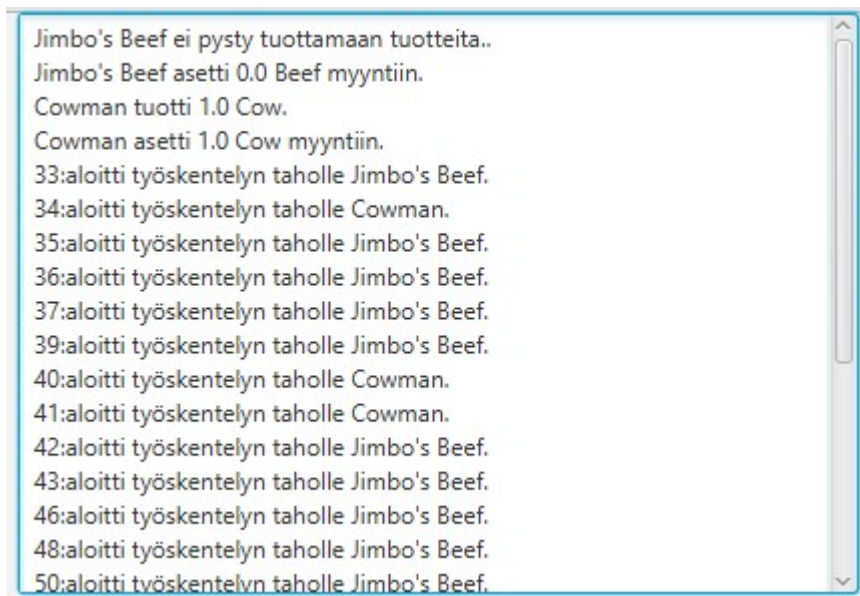 Jimbo's Beef ei pysty tuottamaan tuotteita..
Jimbo's Beef asetti 0.0 Beef myyntiin.
Cowman tuotti 1.0 Cow.
Cowman asetti 1.0 Cow myyntiin.
33:aloitti työskentelyn taholle Jimbo's Beef.
34:aloitti työskentelyn taholle Cowman.
35:aloitti työskentelyn taholle Jimbo's Beef.
36:aloitti työskentelyn taholle Jimbo's Beef.
37:aloitti työskentelyn taholle Jimbo's Beef.
39:aloitti työskentelyn taholle Jimbo's Beef.
40:aloitti työskentelyn taholle Cowman.
41:aloitti työskentelyn taholle Cowman.
42:aloitti työskentelyn taholle Jimbo's Beef.
43:aloitti työskentelyn taholle Jimbo's Beef.
46:aloitti työskentelyn taholle Jimbo's Beef.
48:aloitti työskentelyn taholle Jimbo's Beef.
50:aloitti työskentelyn taholle Jimbo's Beef.